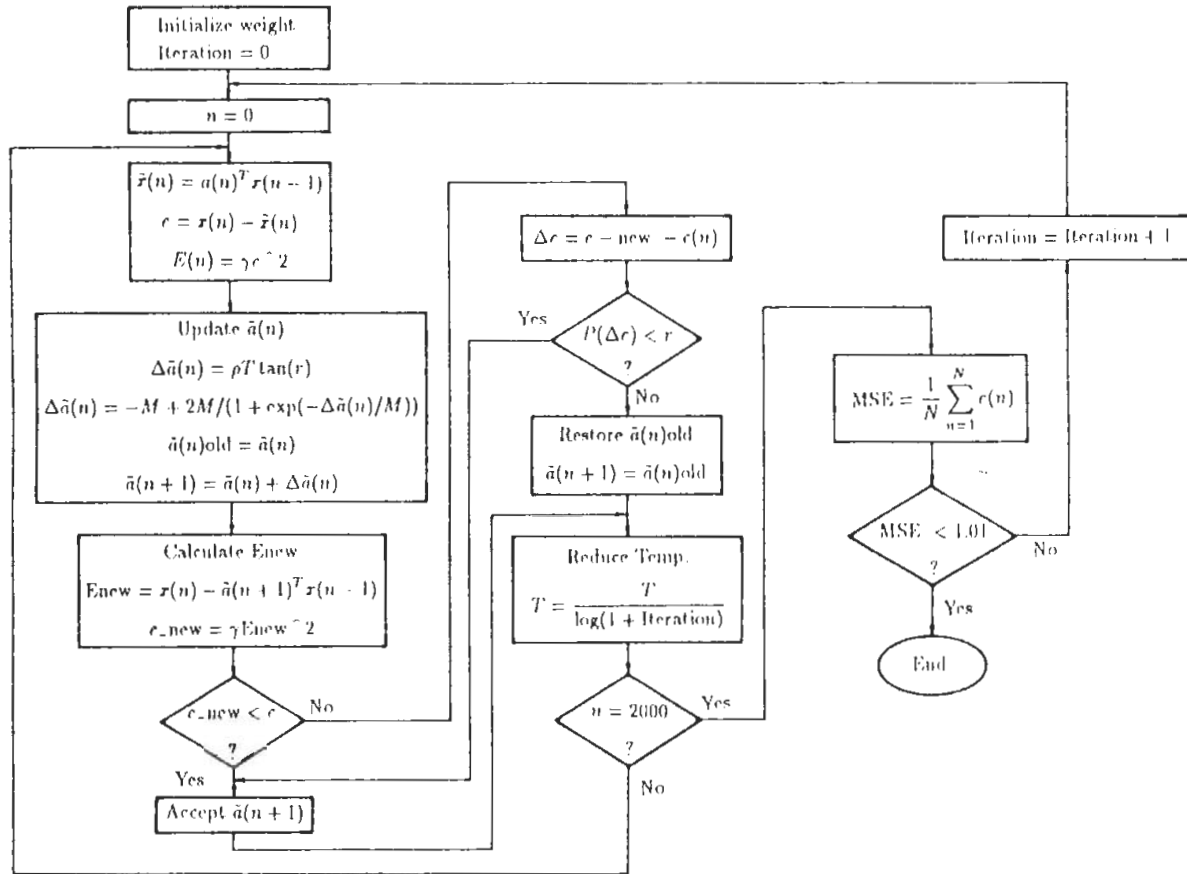 Initialize weight
Iteration = 0
n = 0
x̃(n) = a(n)^T x(n − 1)
e = x(n) − x̃(n)
E(n) = γe^2
Update ã(n)
Δã(n) = ρT tan(r)
Δã(n) = −M + 2M/(1 + exp(−Δã(n)/M))
ã(n)old = ã(n)
ã(n+1) = ã(n) + Δã(n)
Calculate Enew
Enew = x(n) − ã(n+1)^T x(n − 1)
e_new = γEnew^2
e_new < e
?
No
Yes
Accept ã(n + 1)
Δe = e − new − e(n)
P(Δe) < r
?
Yes
No
Restore ã(n)old
ã(n+1) = ã(n)old
Reduce Temp.
T = T / log(1 + Iteration)
n = 2000
?
Yes
No
MSE = 1/N ∑_{n=1}^{N} e(n)
MSE < 1.01
?
No
Yes
End
Iteration = Iteration + 1